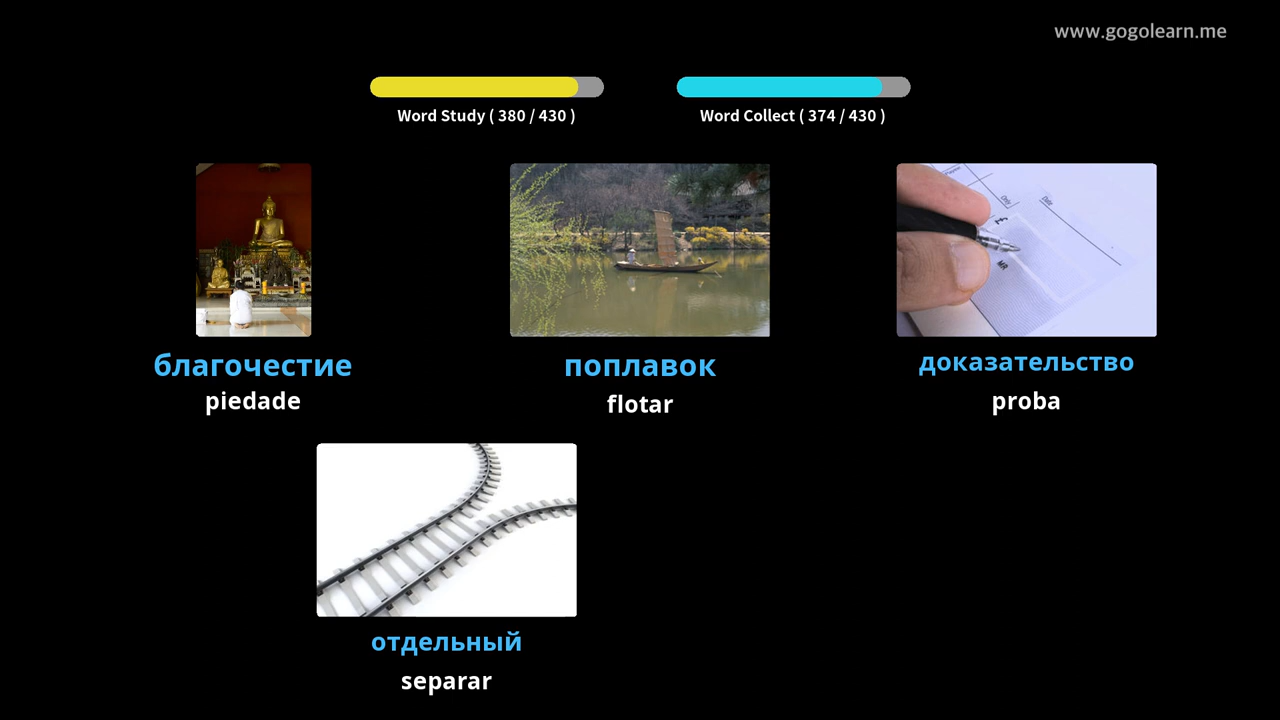 www.gogolearn.me
Word Study ( 380 / 430 )
Word Collect ( 374 / 430 )
благочестие
piedade
поплавок
flotar
доказательство
proba
отдельный
separar